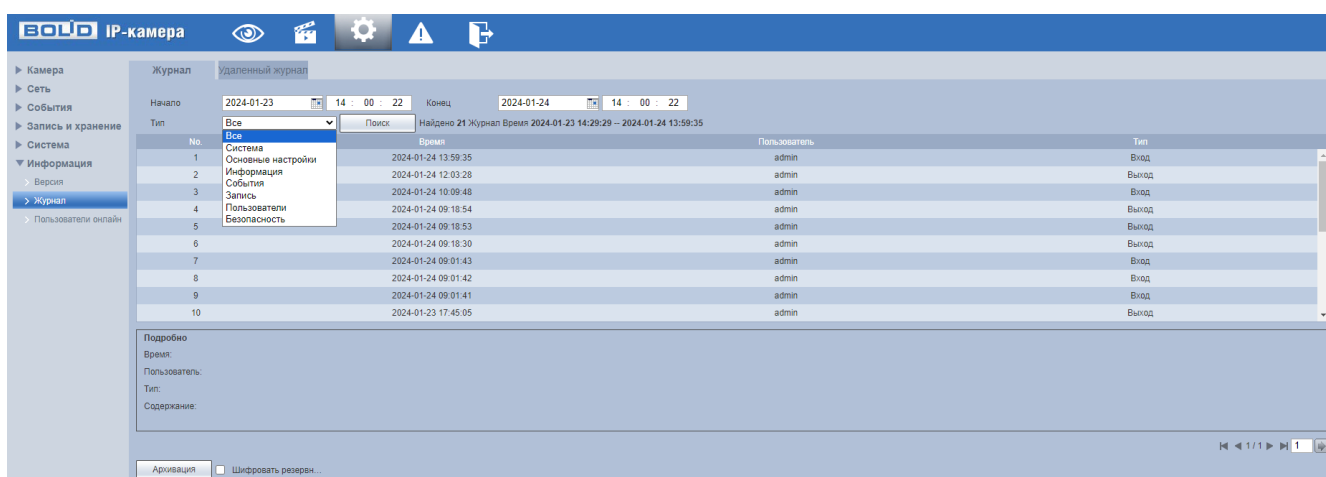 BOLID IP-камера
Камера
Сеть
События
Запись и хранение
Система
Информация
Версия
Журнал
Пользователи онлайн
Журнал Удаленный журнал
Начало 2024-01-23 14 : 00 : 22 Конец 2024-01-24 14 : 00 : 22
Тип Все Поиск Найдено 21 Журнал Время 2024-01-23 14:29:29 -- 2024-01-24 13:59:35
Все
Система
Основные настройки
Информация
События
Запись
Пользователи
Безопасность
No. Время Пользователь Тип
1 2024-01-24 13:59:35 admin Вход
2 2024-01-24 12:03:28 admin Выход
3 2024-01-24 10:09:48 admin Вход
4 2024-01-24 09:18:54 admin Выход
5 2024-01-24 09:18:53 admin Выход
6 2024-01-24 09:18:30 admin Выход
7 2024-01-24 09:01:43 admin Вход
8 2024-01-24 09:01:42 admin Вход
9 2024-01-24 09:01:41 admin Вход
10 2024-01-23 17:45:05 admin Выход
Подробно
Время:
Пользователь:
Тип:
Содержание:
1 / 1 1
Архивация Шифровать резервн...